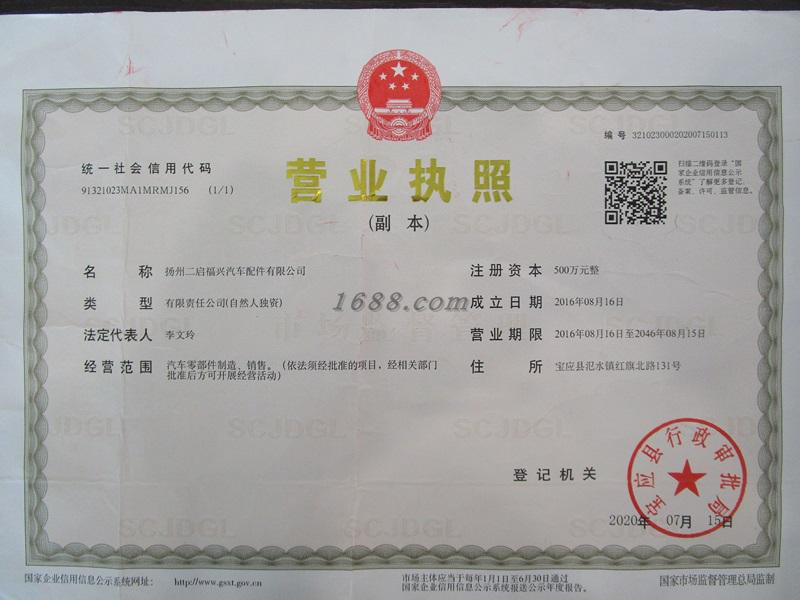 编 号 321023000202007150113
统一社会信用代码
91321023MA1MRMJ156 (1/1)
营业执照
(副 本)
扫描二维码登录"国
家企业信用信息公示
系统"了解更多登记、
备案、许可、监管信息。
名 称 扬州二启福兴汽车配件有限公司
类 型 有限责任公司(自然人独资)
法定代表人 李文玲
经营范围 汽车零部件制造、销售。(依法须经批准的项目,经相关部门
批准后方可开展经营活动)
注册资本 500万元整
成立日期 2016年08月16日
营业期限 2016年08月16日至2046年08月15日
住 所 宝应县氾水镇红旗北路131号
1688.com
市场监督管理
SCJDGL
SCJDGL
SCJDGL
SCJDGL
SCJDGL
SCJDGL
SCJDGL
SCJDGL
登记机关
宝应县行政审批局
2020年 07月 15日
国家企业信用信息公示系统网址: http://www.gsxt.gov.cn
市场主体应当于每年1月1日至6月30日通过
国家企业信用信息公示系统报送公示年度报告。
国家市场监督管理总局监制